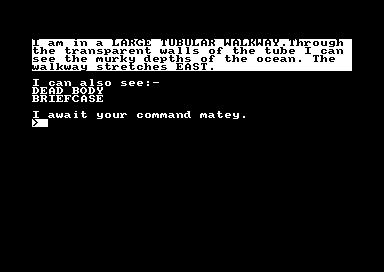 I am in a LARGE TUBULAR WALKWAY.Through
the transparent walls of the tube I can
see the murky depths of the ocean. The
walkway stretches EAST.
I can also see:-
DEAD BODY
BRIEFCASE
I await your command matey.
>